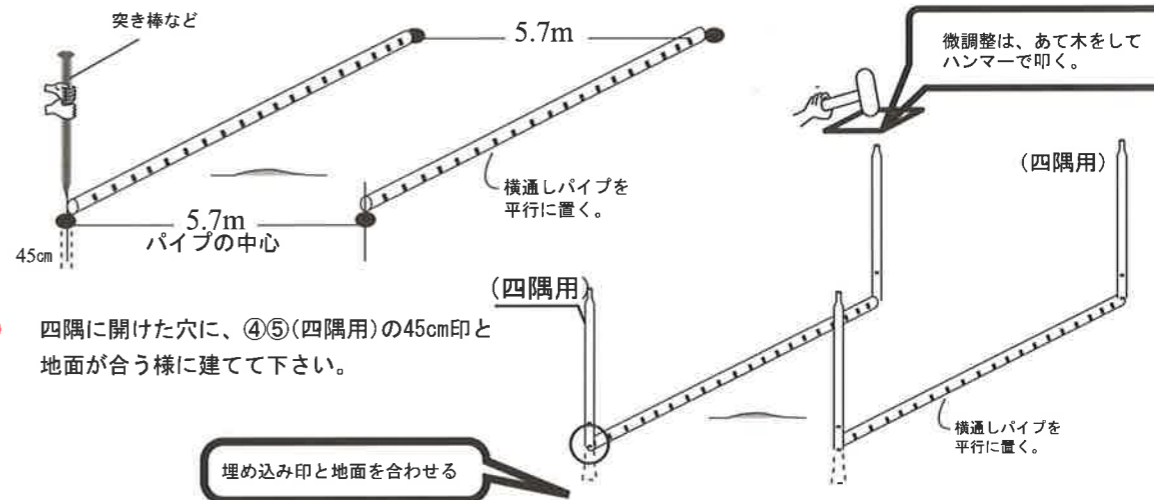 突き棒など
5.7m
微調整は、あて木をして
ハンマーで叩く。
横通しパイプを
平行に置く。
5.7m
パイプの中心
45cm
(四隅用)
(四隅用)
四隅に開けた穴に、④⑤(四隅用)の45cm印と
地面が合う様に建てて下さい。
横通しパイプを
平行に置く。
埋め込み印と地面を合わせる